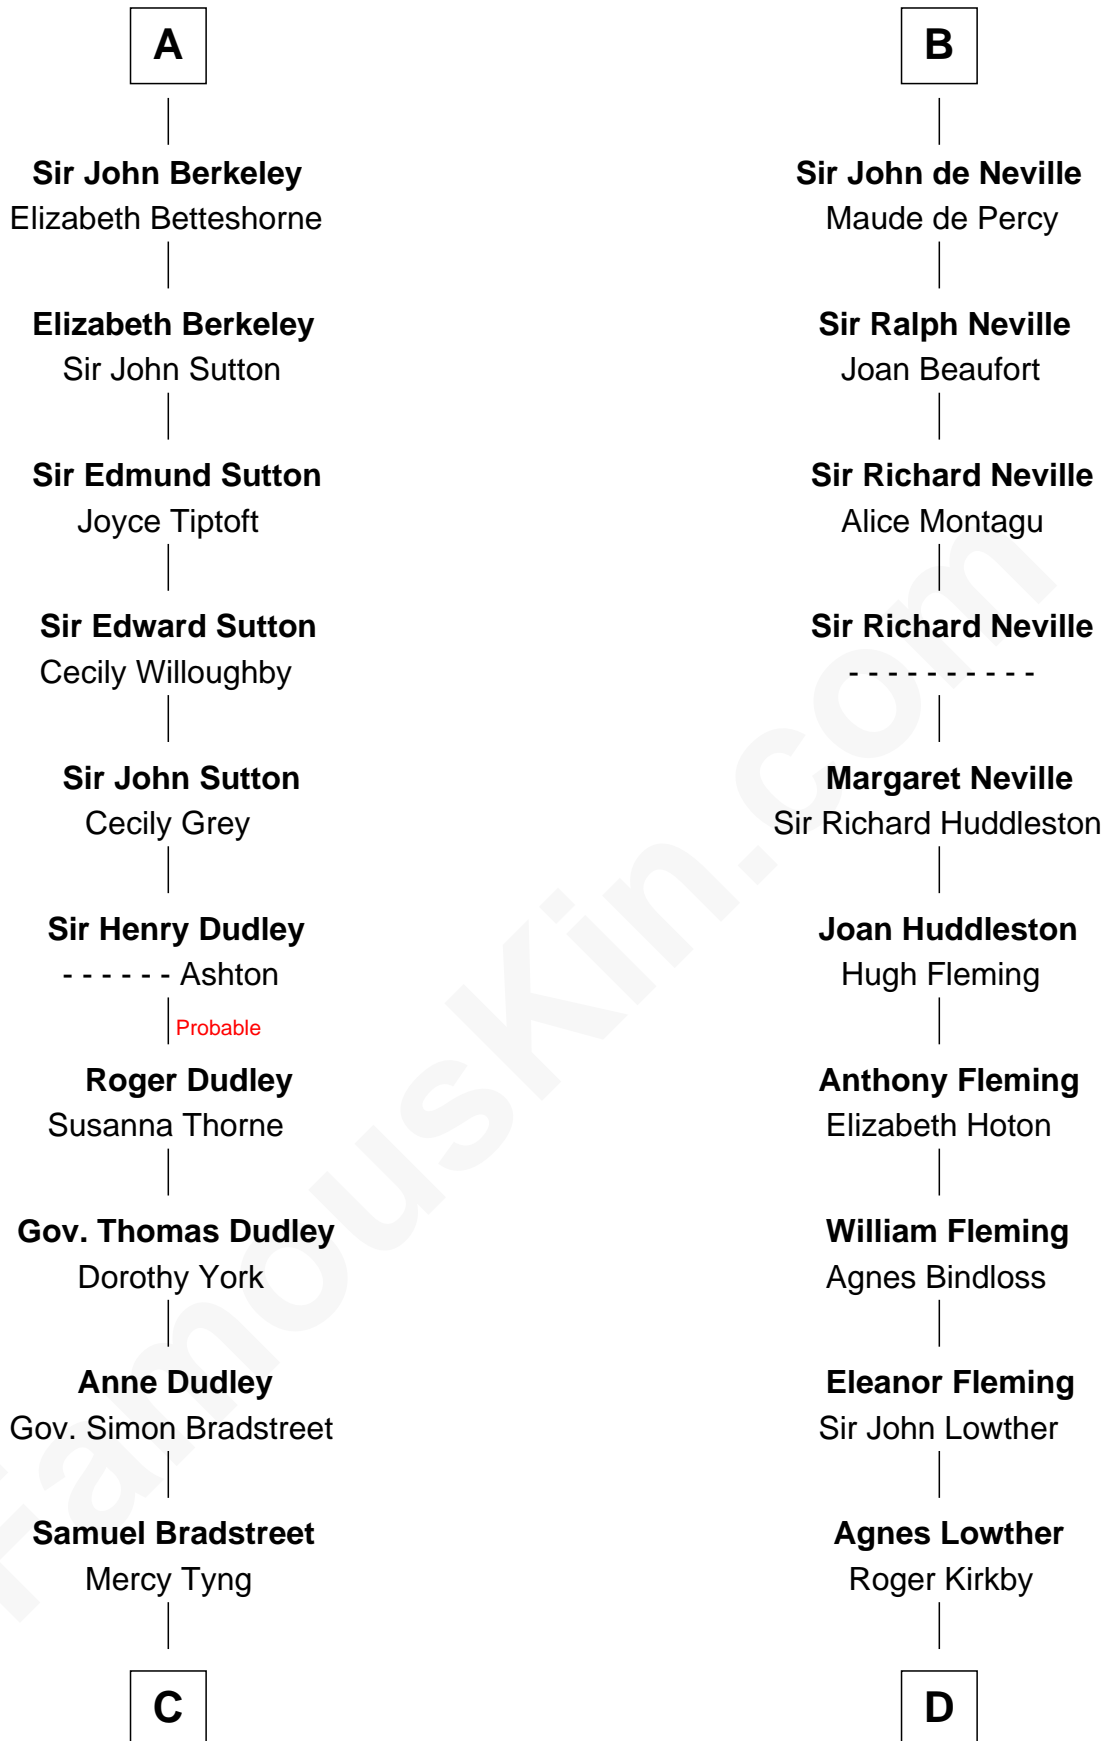 A
Sir John Berkeley
Elizabeth Betteshorne
Elizabeth Berkeley
Sir John Sutton
Sir Edmund Sutton
Joyce Tiptoft
Sir Edward Sutton
Cecily Willoughby
Sir John Sutton
Cecily Grey
Sir Henry Dudley
- - - - - - Ashton
Probable
Roger Dudley
Susanna Thorne
Gov. Thomas Dudley
Dorothy York
Anne Dudley
Gov. Simon Bradstreet
Samuel Bradstreet
Mercy Tyng
C
B
Sir John de Neville
Maude de Percy
Sir Ralph Neville
Joan Beaufort
Sir Richard Neville
Alice Montagu
Sir Richard Neville
- - - - - - - - - -
Margaret Neville
Sir Richard Huddleston
Joan Huddleston
Hugh Fleming
Anthony Fleming
Elizabeth Hoton
William Fleming
Agnes Bindloss
Eleanor Fleming
Sir John Lowther
Agnes Lowther
Roger Kirkby
D
FamousKin.com